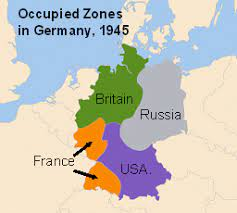 Occupied Zones
in Germany, 1945
Britain
Russia
France
USA.